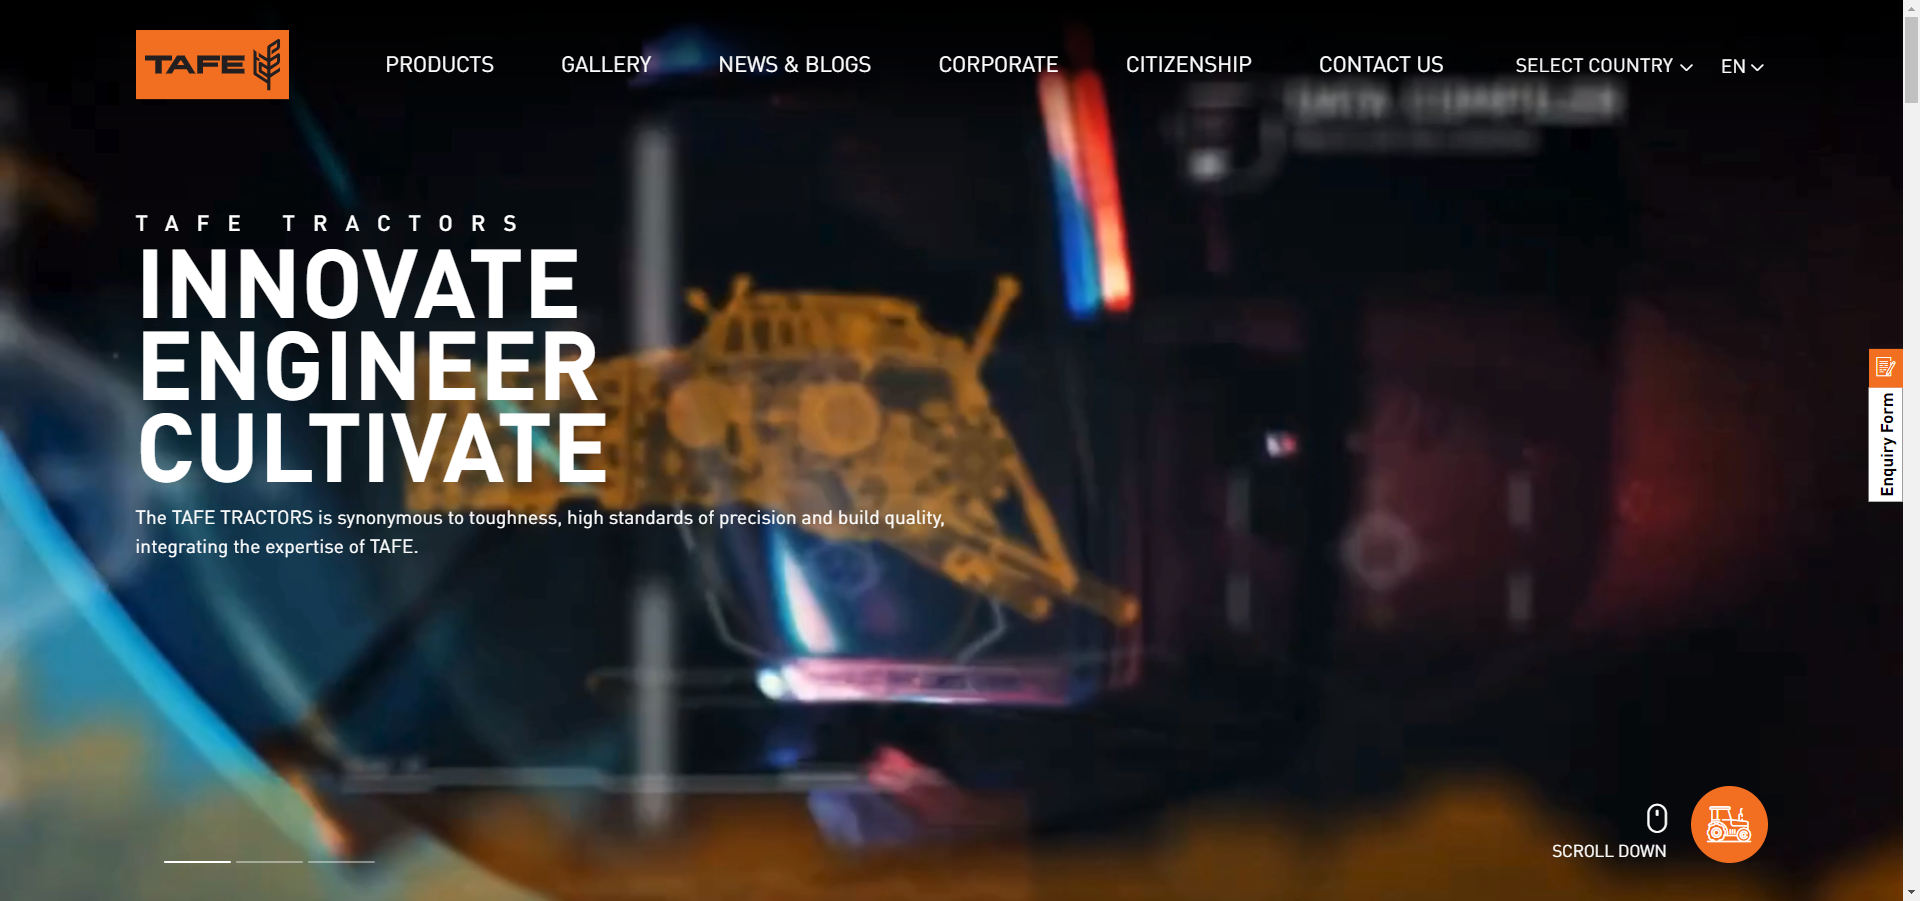 TAFE
PRODUCTS
GALLERY
NEWS & BLOGS
CORPORATE
CITIZENSHIP
CONTACT US
SELECT COUNTRY
EN
TAFE TRACTORS
INNOVATE
ENGINEER
CULTIVATE
The TAFE TRACTORS is synonymous to toughness, high standards of precision and build quality,
integrating the expertise of TAFE.
Enquiry Form
SCROLL DOWN